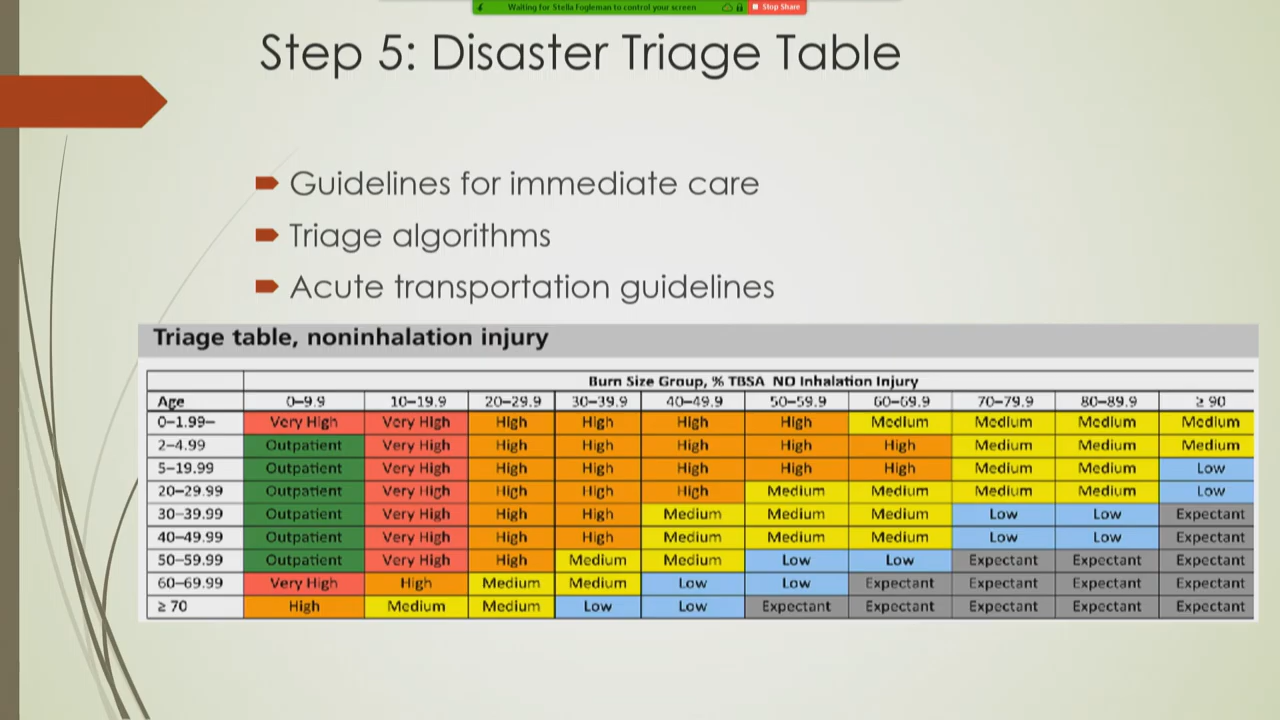 Waiting for Stella Fogleman to control your screen Stop Share
Step 5: Disaster Triage Table
Guidelines for immediate care
Triage algorithms
Acute transportation guidelines
Triage table, noninhalation injury
Burn Size Group, % TBSA NO Inhalation Injury
Age 0–9.9 10–19.9 20–29.9 30–39.9 40–49.9 50–59.9 60–69.9 70–79.9 80–89.9 ≥ 90
0–1.99– Very High Very High High High High High Medium Medium Medium Medium
2–4.99 Outpatient Very High High High High High High Medium Medium Medium
5–19.99 Outpatient Very High High High High High High Medium Medium Low
20–29.99 Outpatient Very High High High High Medium Medium Medium Medium Low
30–39.99 Outpatient Very High High High Medium Medium Medium Low Low Expectant
40–49.99 Outpatient Very High High High Medium Medium Medium Low Low Expectant
50–59.99 Outpatient Very High High Medium Medium Low Low Expectant Expectant Expectant
60–69.99 Very High High Medium Medium Low Low Expectant Expectant Expectant Expectant
≥ 70 High Medium Medium Low Low Expectant Expectant Expectant Expectant Expectant